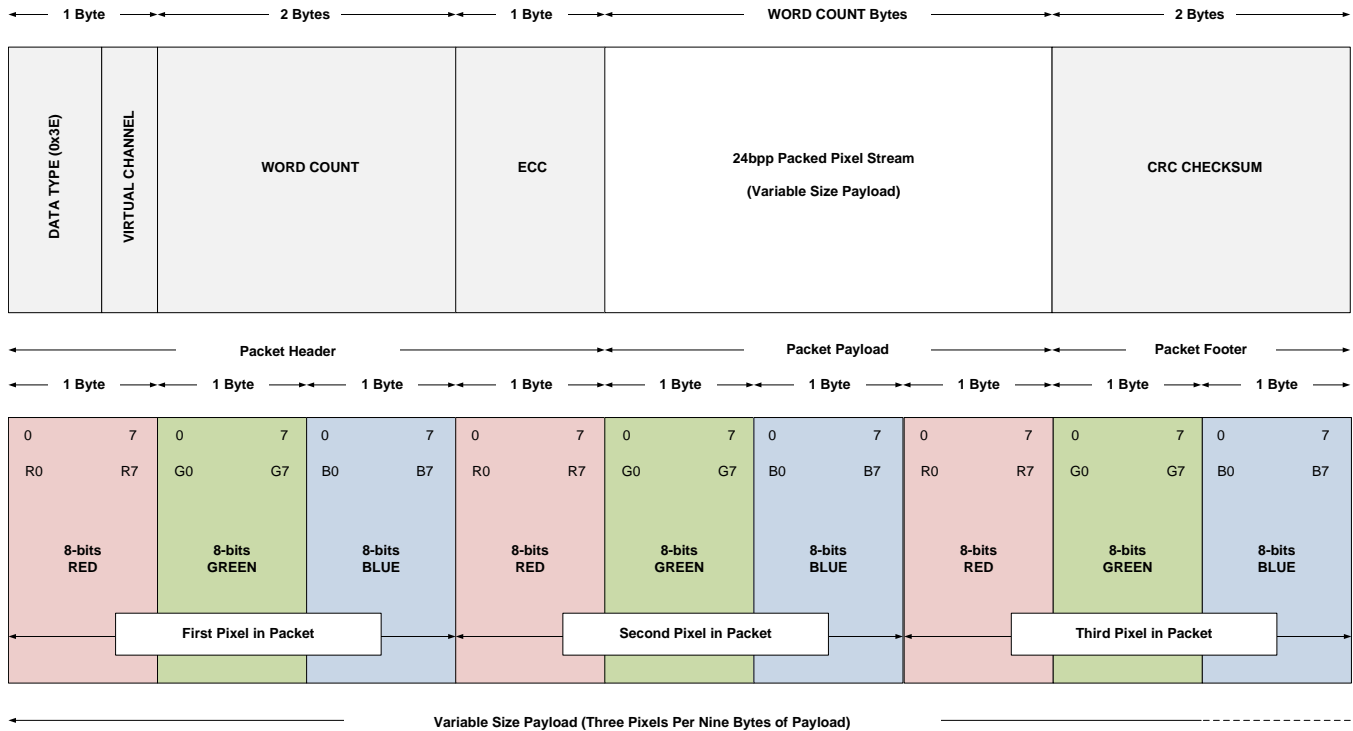 1 Byte 2 Bytes 1 Byte WORD COUNT Bytes 2 Bytes
DATA TYPE (0x3E)
VIRTUAL CHANNEL
WORD COUNT
ECC
24bpp Packed Pixel Stream
(Variable Size Payload)
CRC CHECKSUM
Packet Header Packet Payload Packet Footer
1 Byte 1 Byte 1 Byte 1 Byte 1 Byte 1 Byte 1 Byte 1 Byte 1 Byte
0 7 0 7 0 7 0 7 0 7 0 7 0 7 0 7 0 7
R0 R7 G0 G7 B0 B7 R0 R7 G0 G7 B0 B7 R0 R7 G0 G7 B0 B7
8-bits 8-bits 8-bits 8-bits 8-bits 8-bits 8-bits 8-bits 8-bits
RED GREEN BLUE RED GREEN BLUE RED GREEN BLUE
First Pixel in Packet Second Pixel in Packet Third Pixel in Packet
Variable Size Payload (Three Pixels Per Nine Bytes of Payload)